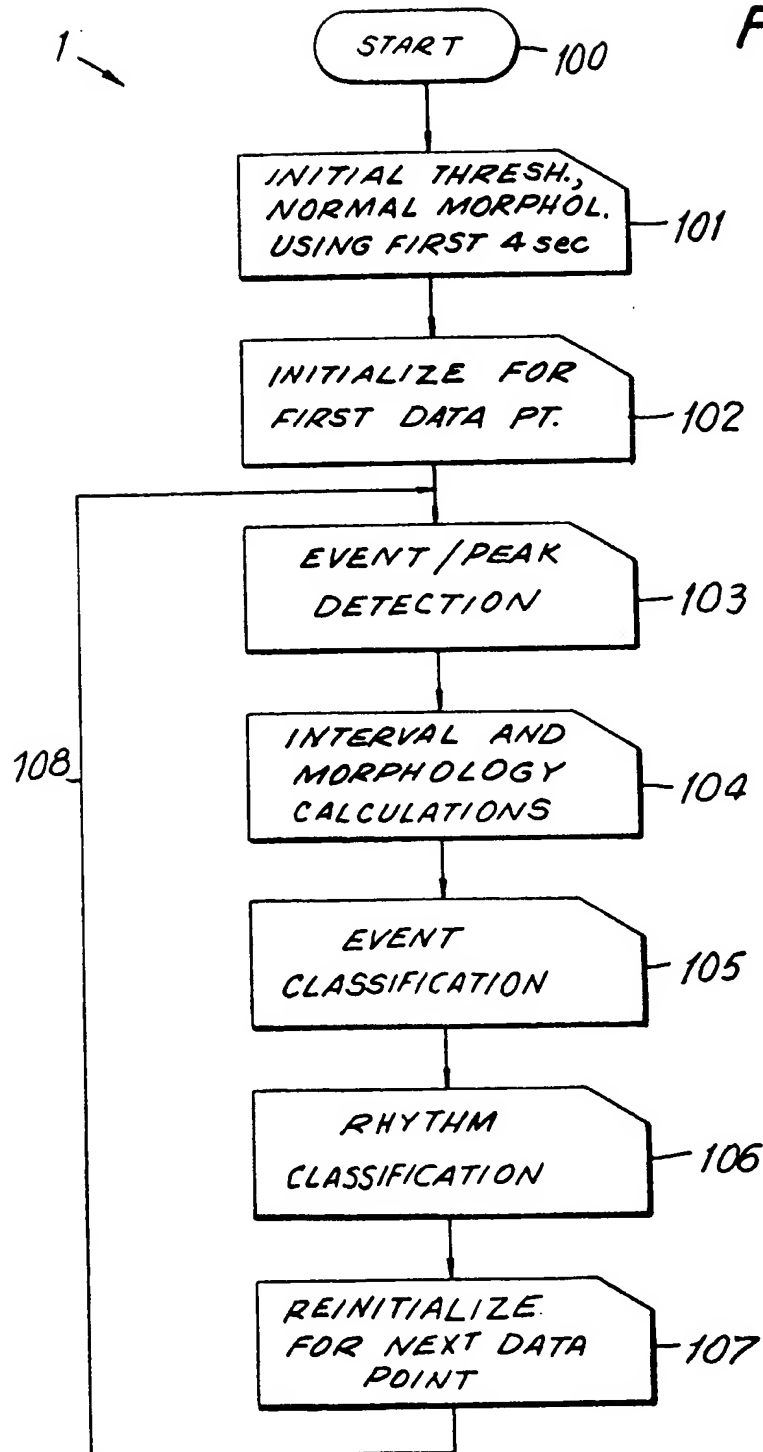 1
START
100
F
INITIAL THRESH.,
NORMAL MORPHOL.
USING FIRST 4 sec
101
INITIALIZE FOR
FIRST DATA PT.
102
EVENT/PEAK
DETECTION
103
INTERVAL AND
MORPHOLOGY
CALCULATIONS
104
108
EVENT
CLASSIFICATION
105
RHYTHM
CLASSIFICATION
106
REINITIALIZE
FOR NEXT DATA
POINT
107